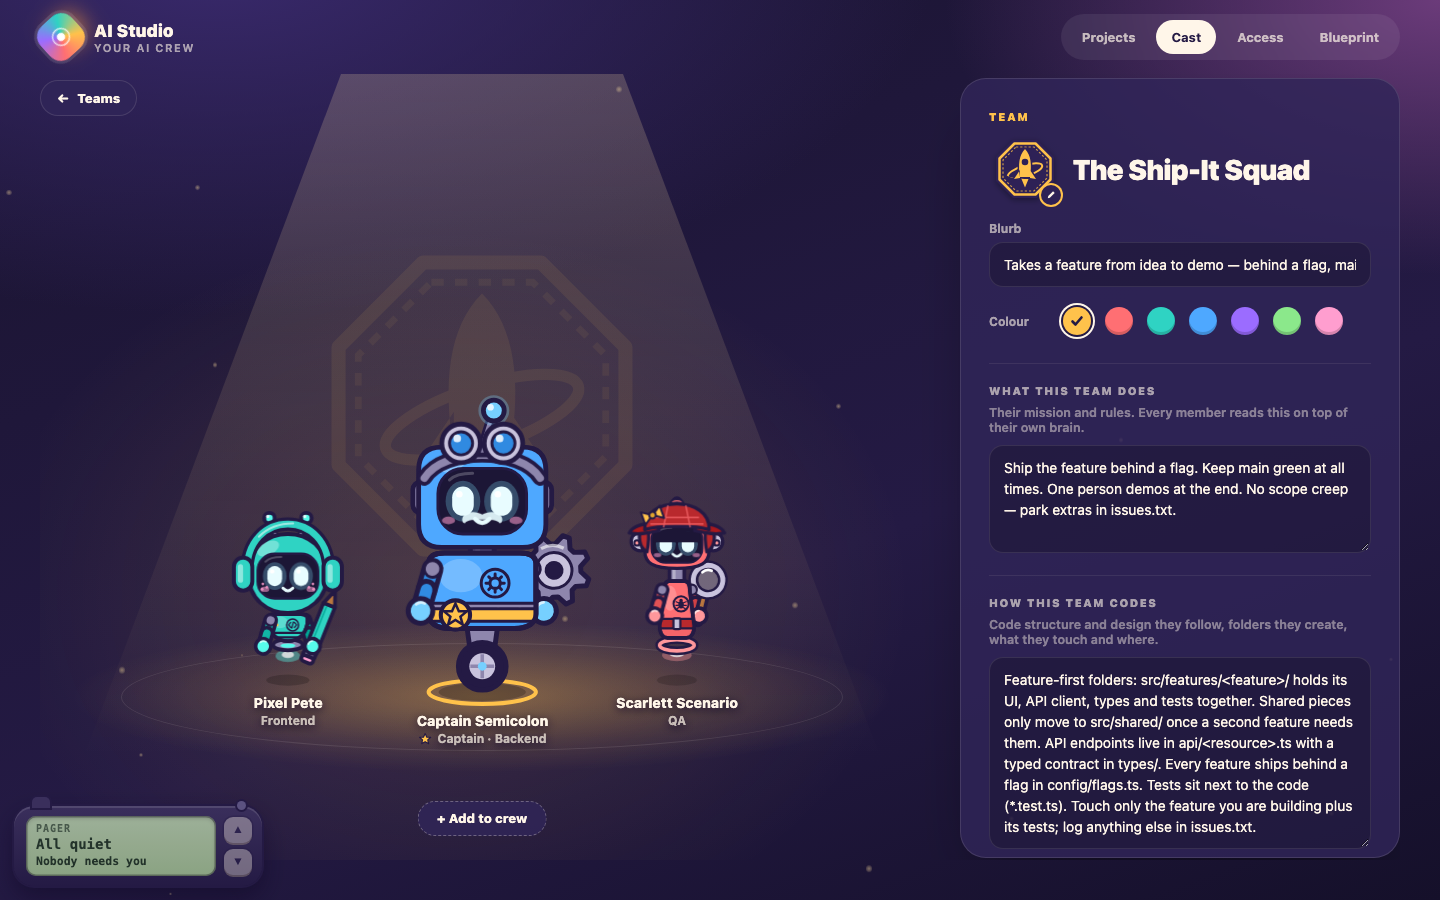 AI Studio
YOUR AI CREW
Projects
Cast
Access
Blueprint
← Teams
TEAM
The Ship-It Squad
Blurb
Takes a feature from idea to demo — behind a flag, mai
Colour
WHAT THIS TEAM DOES
Their mission and rules. Every member reads this on top of
their own brain.
Ship the feature behind a flag. Keep main green at all
times. One person demos at the end. No scope creep
— park extras in issues.txt.
HOW THIS TEAM CODES
Code structure and design they follow, folders they create,
what they touch and where.
Feature-first folders: src/features/<feature>/ holds its
UI, API client, types and tests together. Shared pieces
only move to src/shared/ once a second feature needs
them. API endpoints live in api/<resource>.ts with a
typed contract in types/. Every feature ships behind a
flag in config/flags.ts. Tests sit next to the code
(*.test.ts). Touch only the feature you are building plus
its tests; log anything else in issues.txt.
Pixel Pete
Frontend
Captain Semicolon
Captain · Backend
Scarlett Scenario
QA
+ Add to crew
PAGER
All quiet
Nobody needs you